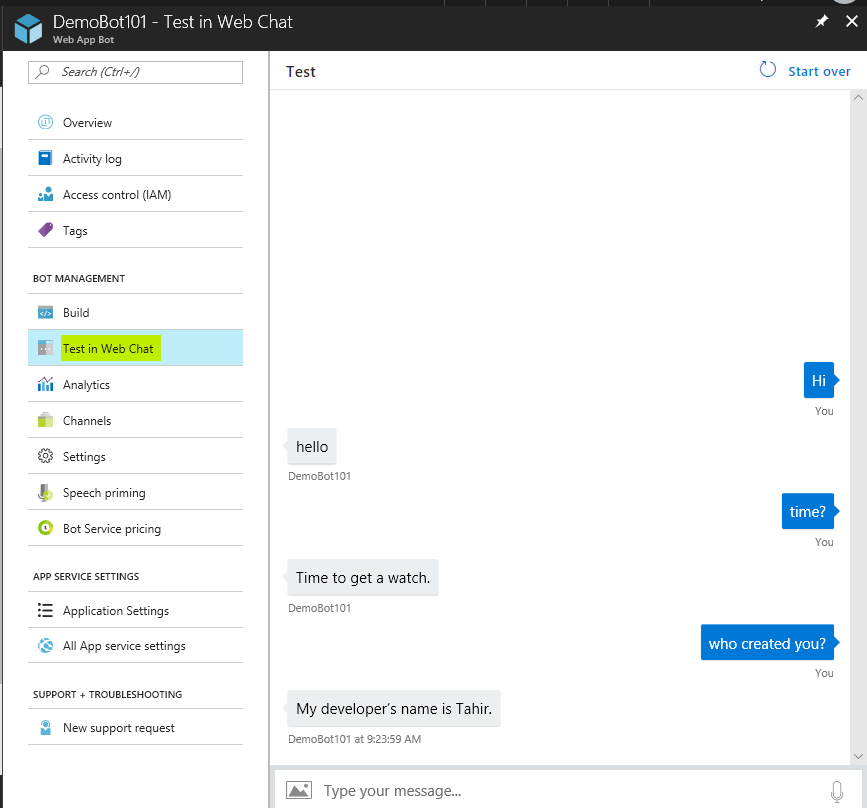 DemoBot101 - Test in Web Chat
Web App Bot
Search (Ctrl+/)
Overview
Activity log
Access control (IAM)
Tags
BOT MANAGEMENT
Build
Test in Web Chat
Analytics
Channels
Settings
Speech priming
Bot Service pricing
APP SERVICE SETTINGS
Application Settings
All App service settings
SUPPORT + TROUBLESHOOTING
New support request
Test
Start over
Hi
You
hello
DemoBot101
time?
You
Time to get a watch.
DemoBot101
who created you?
You
My developer’s name is Tahir.
DemoBot101 at 9:23:59 AM
Type your message...